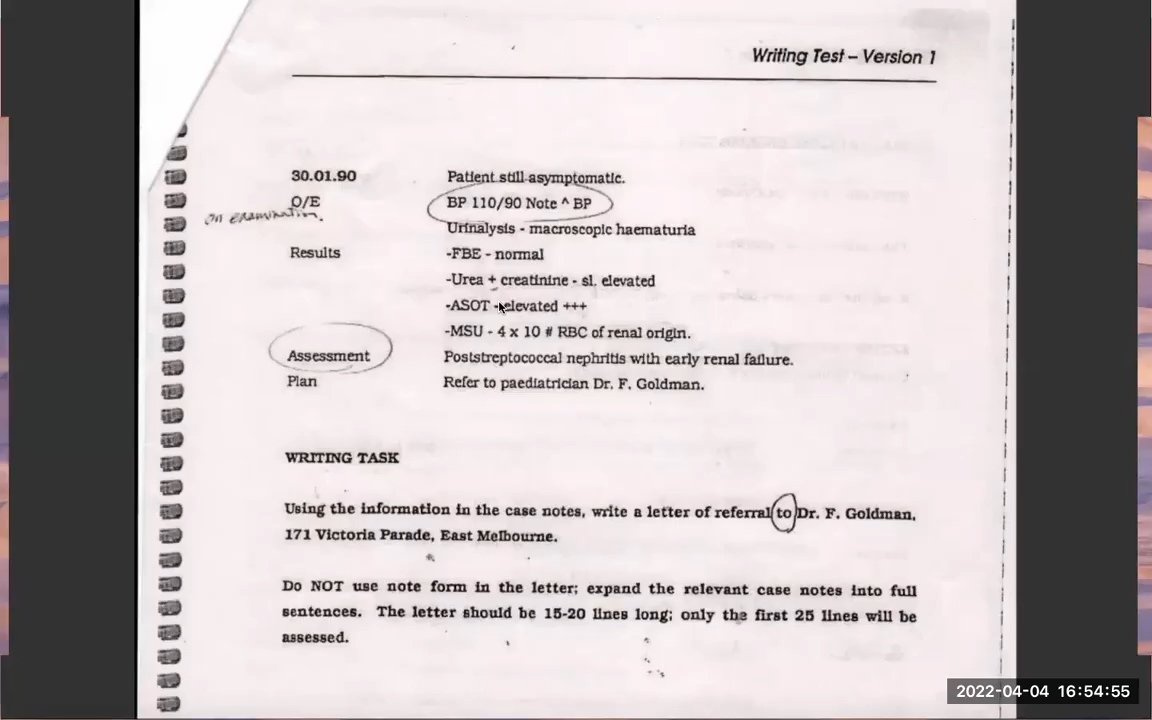 Writing Test – Version 1
30.01.90 Patient still asymptomatic.
O/E BP 110/90 Note ^ BP
on examination.
Urinalysis - macroscopic haematuria
Results -FBE - normal
-Urea + creatinine - sl. elevated
-ASOT - elevated +++
-MSU - 4 x 10 # RBC of renal origin.
Assessment Poststreptococcal nephritis with early renal failure.
Plan Refer to paediatrician Dr. F. Goldman.
WRITING TASK
Using the information in the case notes, write a letter of referral to Dr. F. Goldman,
171 Victoria Parade, East Melbourne.
Do NOT use note form in the letter; expand the relevant case notes into full
sentences. The letter should be 15-20 lines long; only the first 25 lines will be
assessed.
2022-04-04 16:54:55